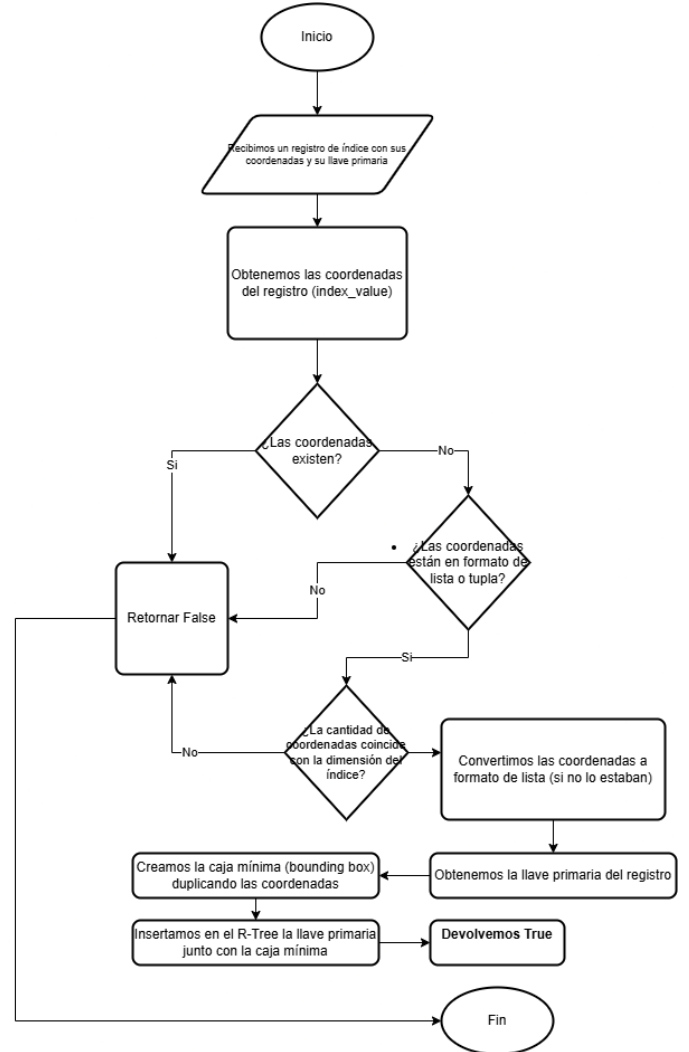 Inicio
Recibimos un registro de índice con sus
coordenadas y su llave primaria
Obtenemos las coordenadas
del registro (index_value)
¿Las coordenadas
existen?
Si
No
¿Las coordenadas
están en formato de
lista o tupla?
No
Retornar False
Si
¿La cantidad de
coordenadas coincide
con la dimensión del
índice?
No
Convertimos las coordenadas a
formato de lista (si no lo estaban)
Obtenemos la llave primaria del registro
Creamos la caja mínima (bounding box)
duplicando las coordenadas
Insertamos en el R-Tree la llave primaria
junto con la caja mínima
Devolvemos True
Fin